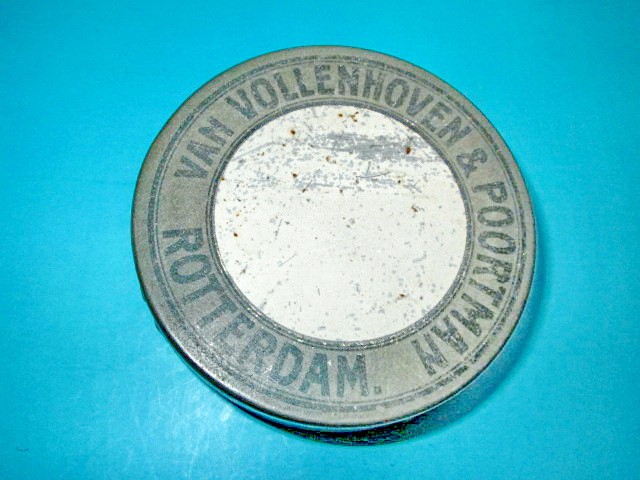 VAN VOLLENHOVEN & POORTMAN
ROTTERDAM.